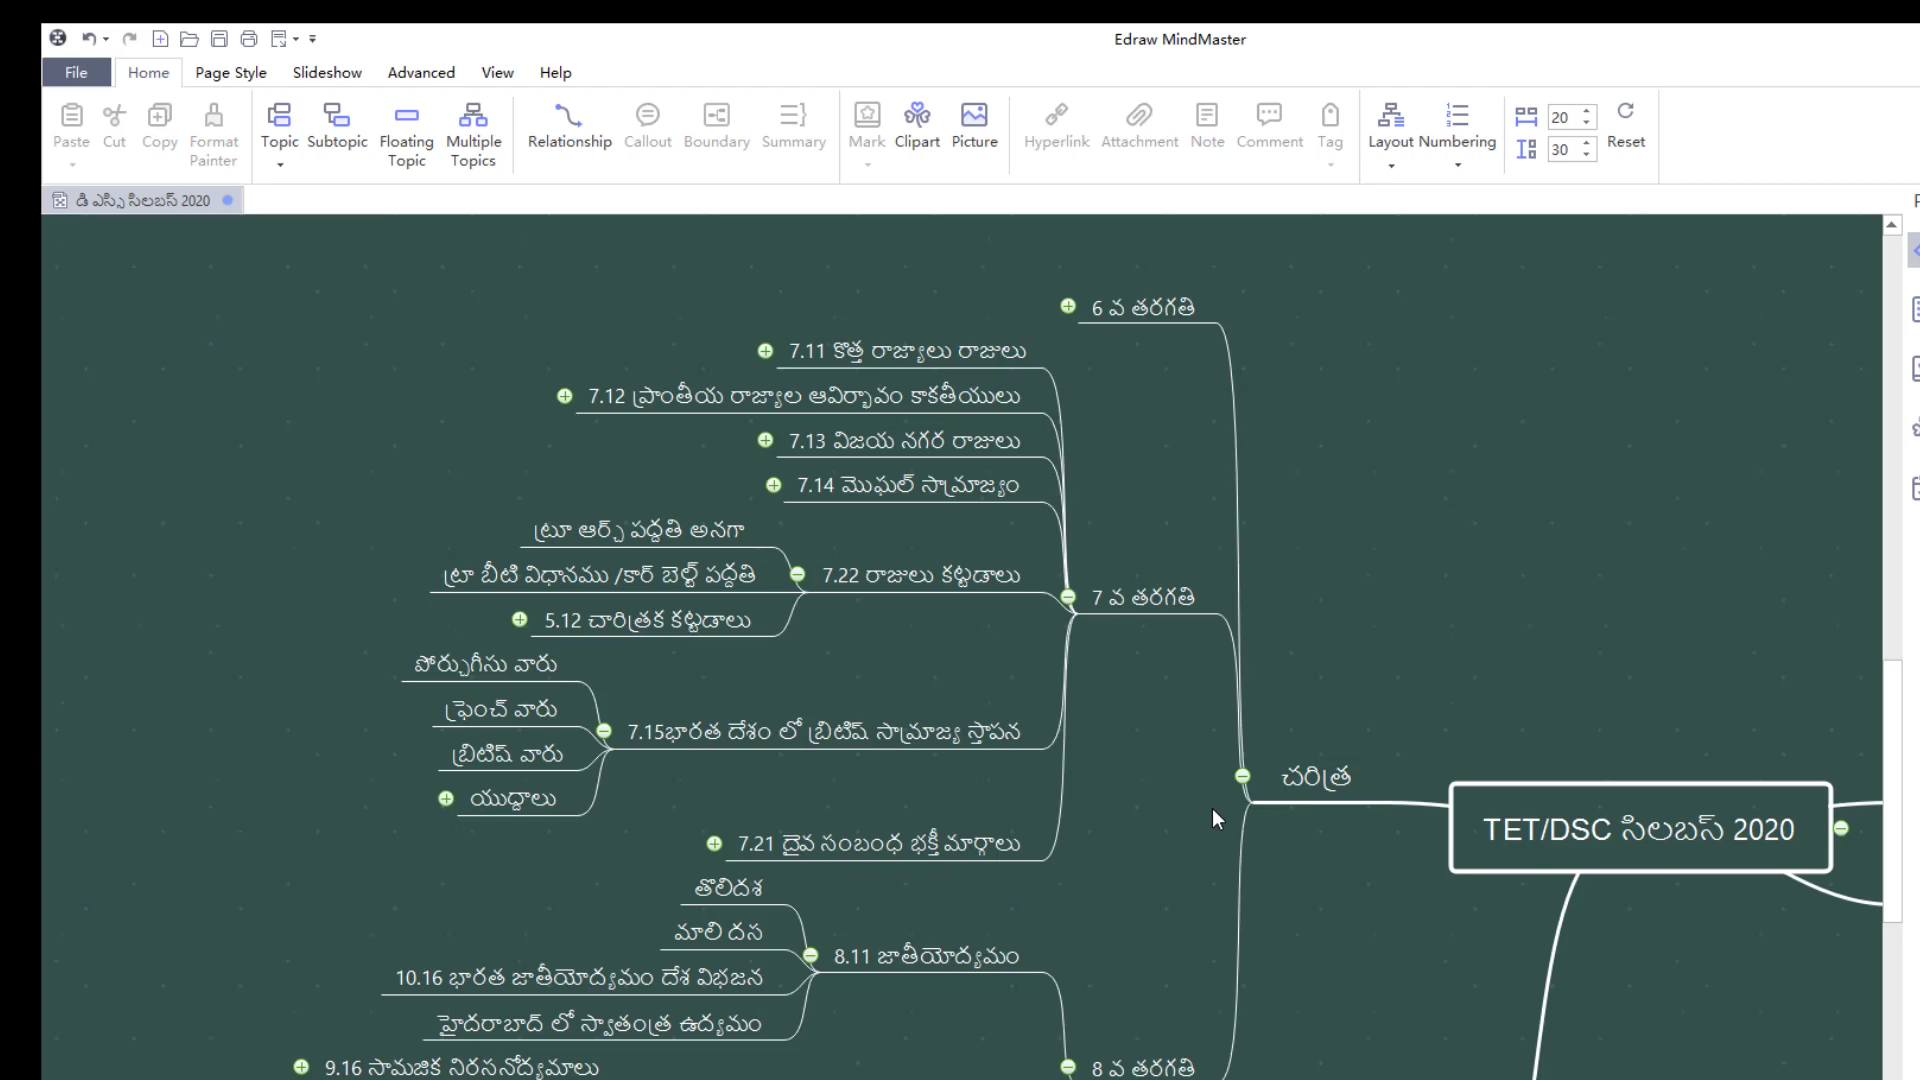 Edraw MindMaster
File Home Page Style Slideshow Advanced View Help
Paste Cut Copy Format Painter Topic Subtopic Floating Topic Multiple Topics Relationship Callout Boundary Summary Mark Clipart Picture Hyperlink Attachment Note Comment Tag Layout Numbering 20 30 Reset
డి ఎస్సి సిలబస్ 2020
6 వ తరగతి
7.11 కొత్త రాజ్యాలు రాజులు
7.12 ప్రాంతీయ రాజ్యాల ఆవిర్భావం కాకతీయులు
7.13 విజయ నగర రాజులు
7.14 మొఘల్ సామ్రాజ్యం
ట్రూ ఆర్చ్ పద్దతి అనగా
ట్రా బీటి విధానము /కార్ బెల్ట్ పద్దతి
7.22 రాజులు కట్టడాలు
5.12 చారిత్రక కట్టడాలు
7 వ తరగతి
పోర్చుగీసు వారు
ఫ్రెంచ్ వారు
7.15భారత దేశం లో బ్రిటిష్ సామ్రాజ్య స్తాపన
బ్రిటిష్ వారు
యుద్దాలు
చరిత్ర
TET/DSC సిలబస్ 2020
7.21 దైవ సంబంధ భక్తీ మార్గాలు
తొలిదశ
మాలి దస
8.11 జాతీయోద్యమం
10.16 భారత జాతీయోద్యమం దేశ విభజన
హైదరాబాద్ లో స్వాతంత్ర ఉద్యమం
9.16 సామజిక నిరసనోద్యమాలు
8 వ తరగతి